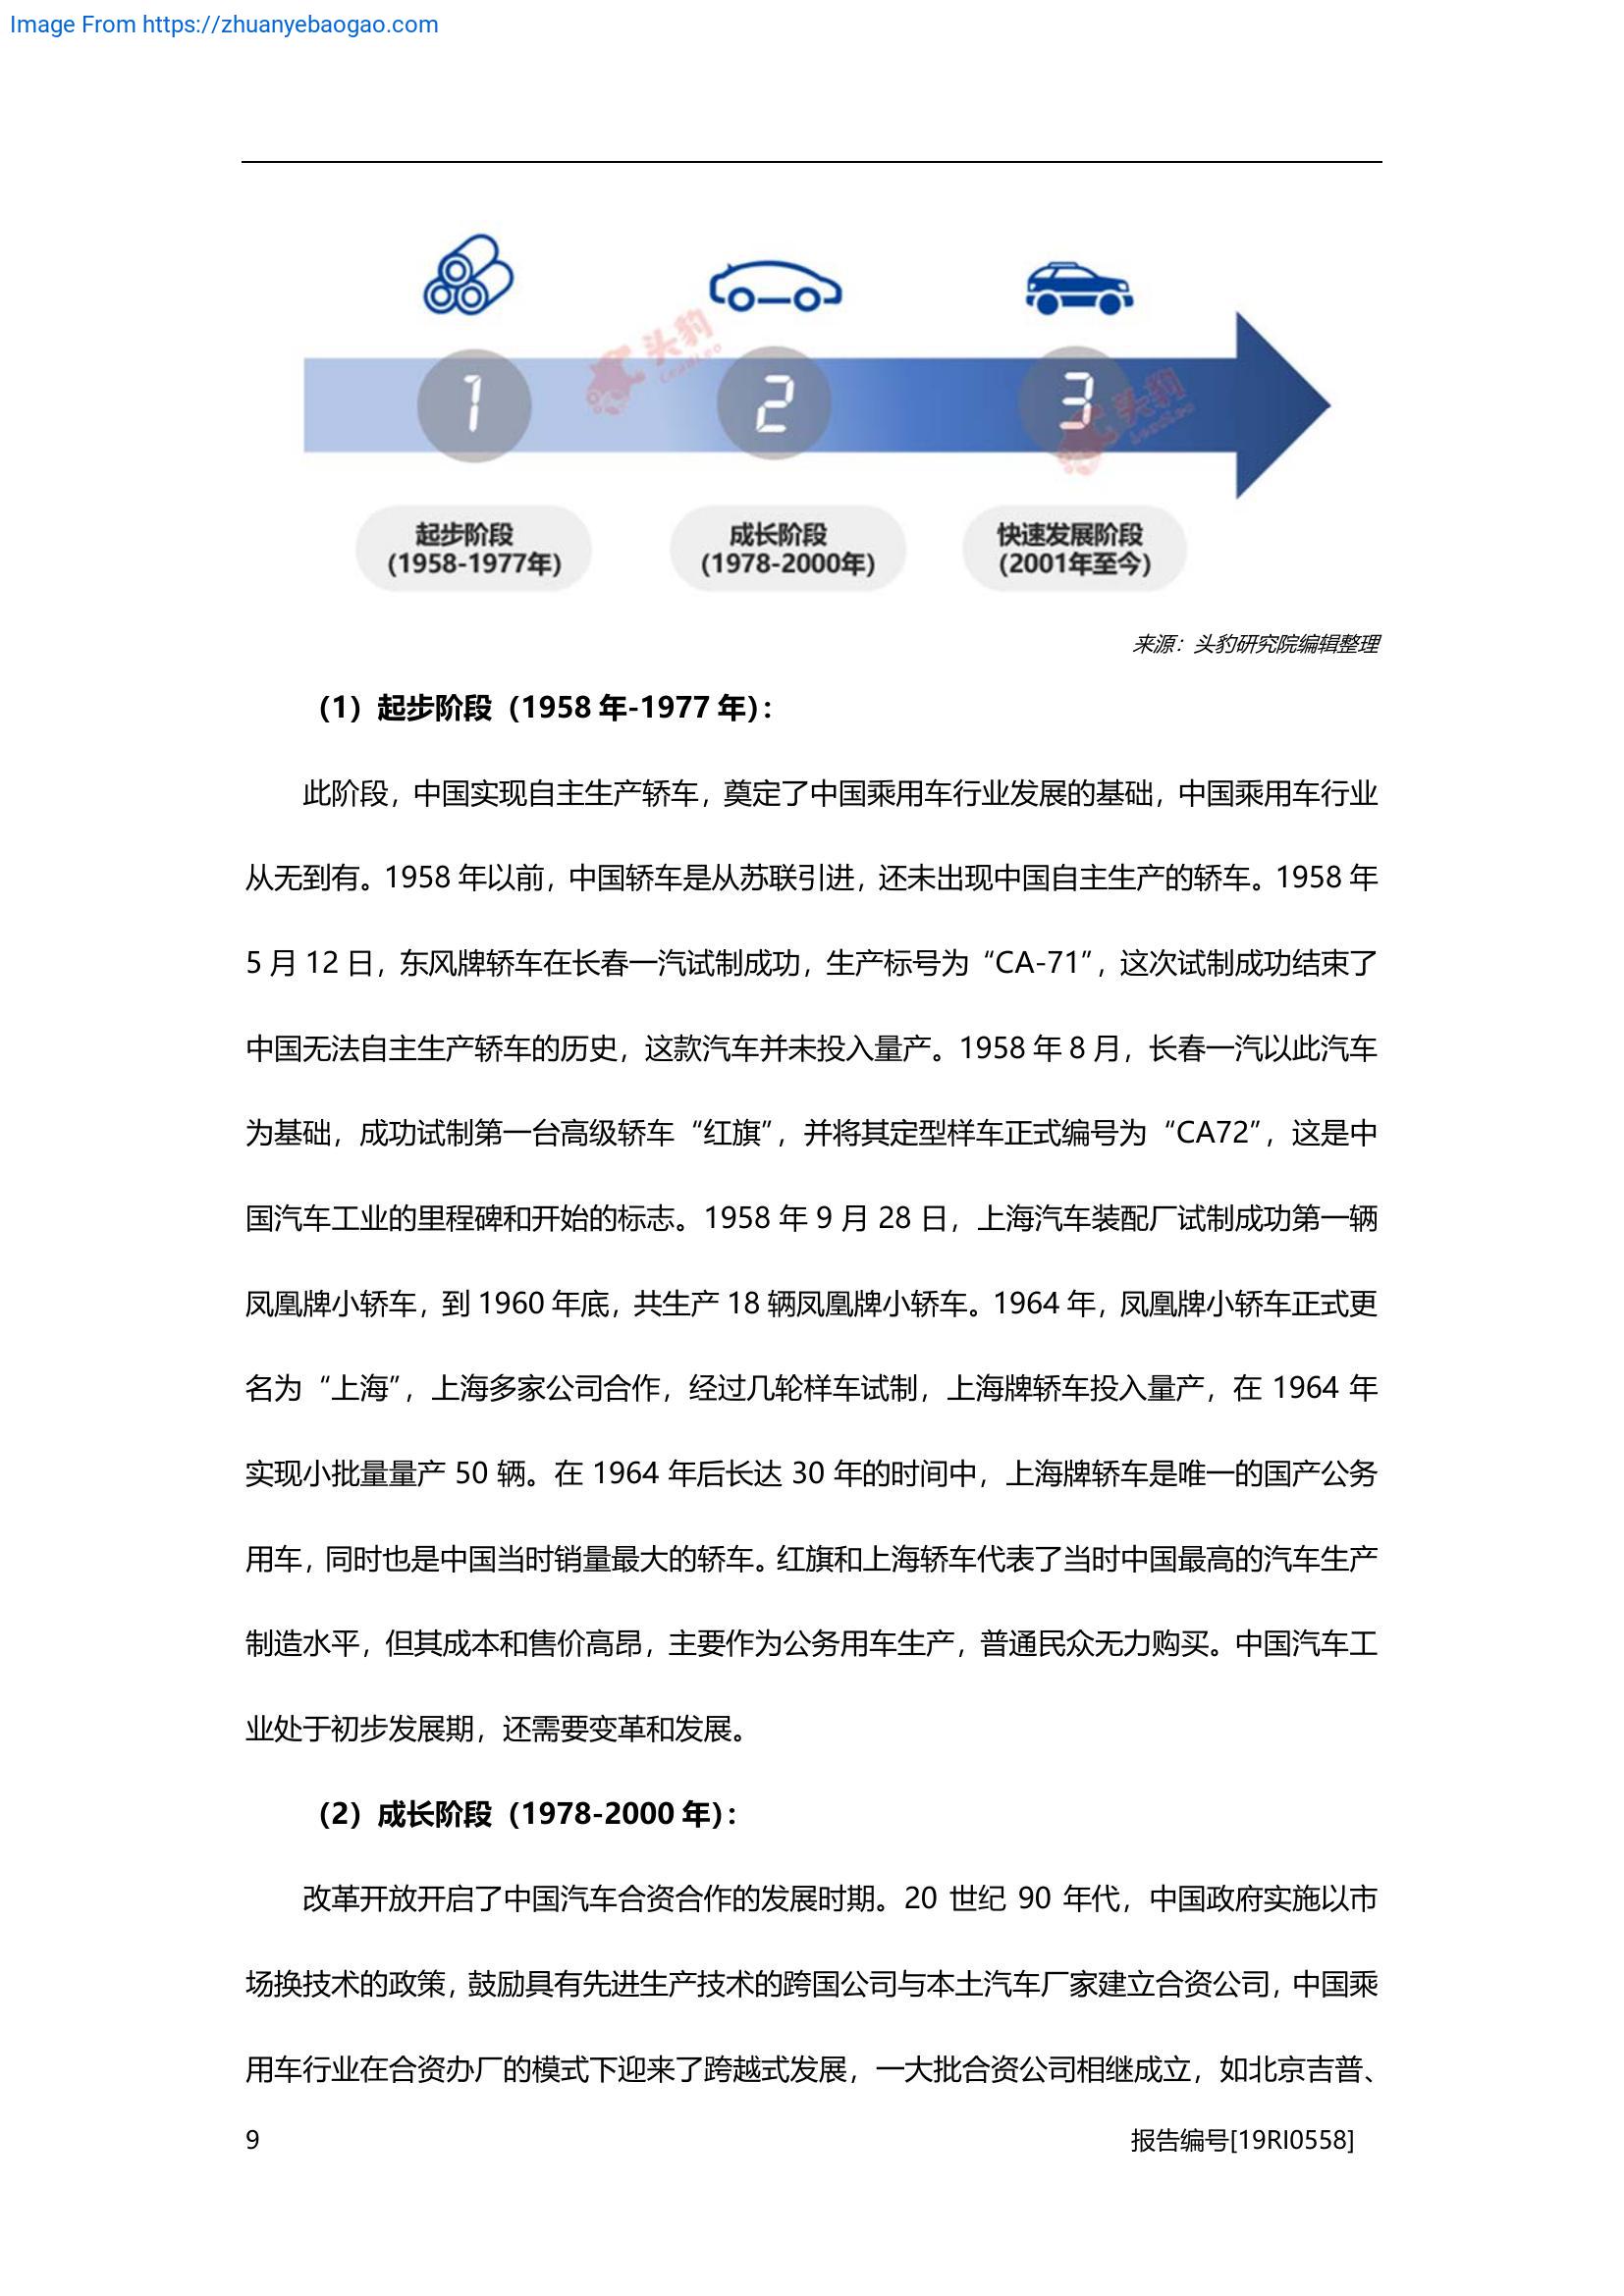 Image From https://zhuanyebaogao.com
头豹
LeadLeo
头豹
LeadLeo
1
2
3
起步阶段
(1958-1977年)
成长阶段
(1978-2000年)
快速发展阶段
(2001年至今)
来源：头豹研究院编辑整理
（1）起步阶段（1958 年-1977 年）：
此阶段，中国实现自主生产轿车，奠定了中国乘用车行业发展的基础，中国乘用车行业
从无到有。1958 年以前，中国轿车是从苏联引进，还未出现中国自主生产的轿车。1958 年
5 月 12 日，东风牌轿车在长春一汽试制成功，生产标号为“CA-71”，这次试制成功结束了
中国无法自主生产轿车的历史，这款汽车并未投入量产。1958 年 8 月，长春一汽以此汽车
为基础，成功试制第一台高级轿车“红旗”，并将其定型样车正式编号为“CA72”，这是中
国汽车工业的里程碑和开始的标志。1958 年 9 月 28 日，上海汽车装配厂试制成功第一辆
凤凰牌小轿车，到 1960 年底，共生产 18 辆凤凰牌小轿车。1964 年，凤凰牌小轿车正式更
名为“上海”，上海多家公司合作，经过几轮样车试制，上海牌轿车投入量产，在 1964 年
实现小批量量产 50 辆。在 1964 年后长达 30 年的时间中，上海牌轿车是唯一的国产公务
用车，同时也是中国当时销量最大的轿车。红旗和上海轿车代表了当时中国最高的汽车生产
制造水平，但其成本和售价高昂，主要作为公务用车生产，普通民众无力购买。中国汽车工
业处于初步发展期，还需要变革和发展。
（2）成长阶段（1978-2000 年）：
改革开放开启了中国汽车合资合作的发展时期。20 世纪 90 年代，中国政府实施以市
场换技术的政策，鼓励具有先进生产技术的跨国公司与本土汽车厂家建立合资公司，中国乘
用车行业在合资办厂的模式下迎来了跨越式发展，一大批合资公司相继成立，如北京吉普、
9
报告编号[19RI0558]